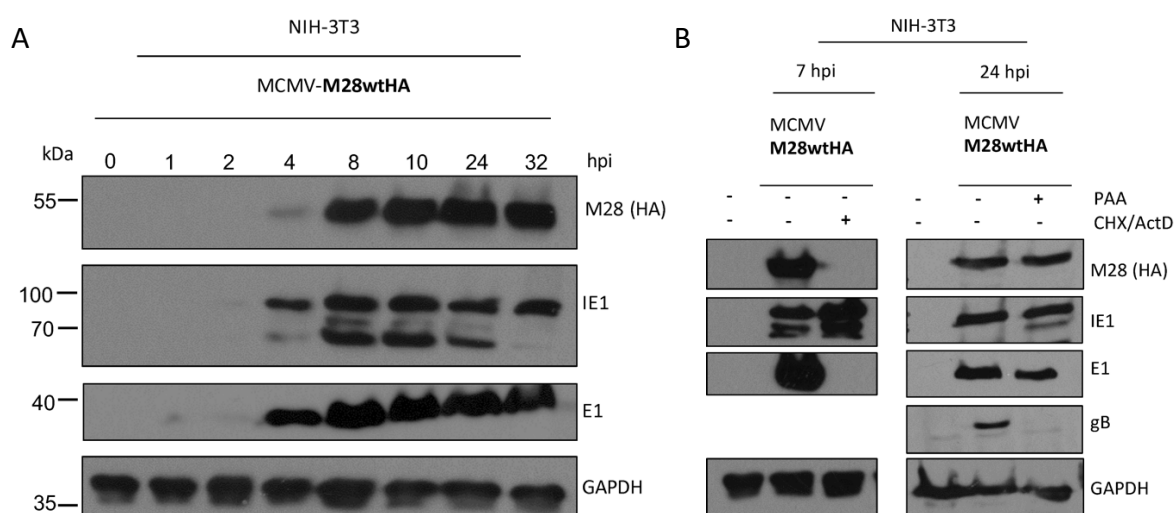 A
NIH-3T3
MCMV-M28wtHA
kDa 0 1 2 4 8 10 24 32 hpi
55 M28 (HA)
100 IE1
70
40 E1
GAPDH
35
B
NIH-3T3
7 hpi 24 hpi
MCMV MCMV
M28wtHA M28wtHA
- - - - - + PAA
- - + - - - CHX/ActD
M28 (HA)
IE1
E1
gB
GAPDH